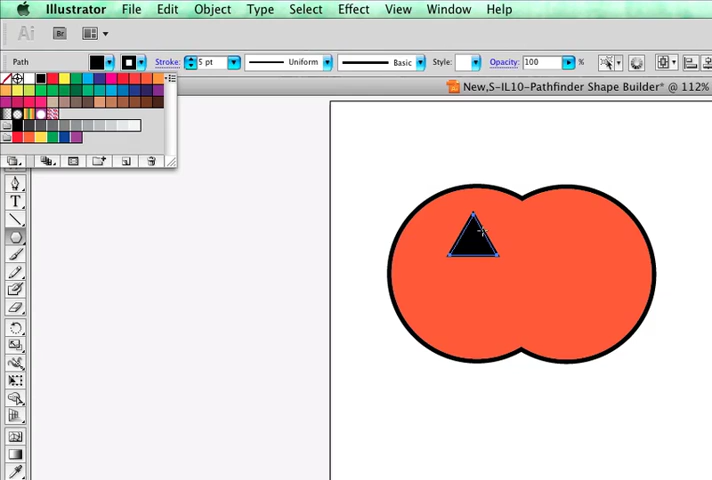 Illustrator File Edit Object Type Select Effect View Window Help
Ai Br
Path Stroke: 5 pt Uniform Basic Style: Opacity: 100 %
New,S-IL10-Pathfinder Shape Builder* @ 112%
T